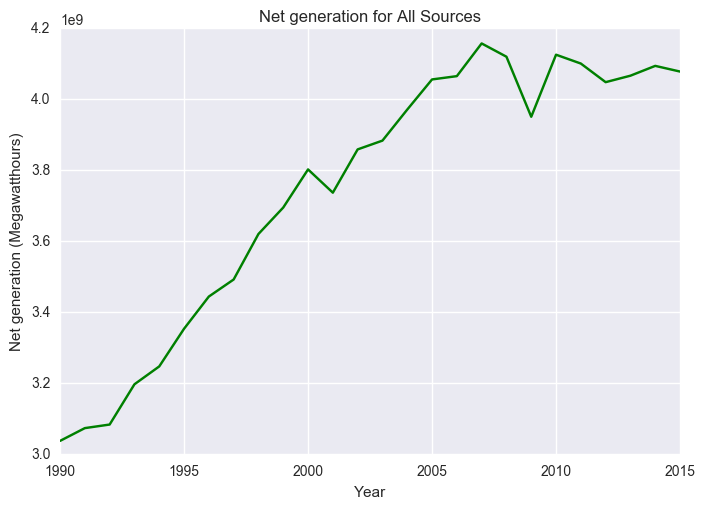 Net generation for All Sources
1e9
4.2
4.0
3.8
3.6
3.4
3.2
3.0
Net generation (Megawatthours)
1990 1995 2000 2005 2010 2015
Year